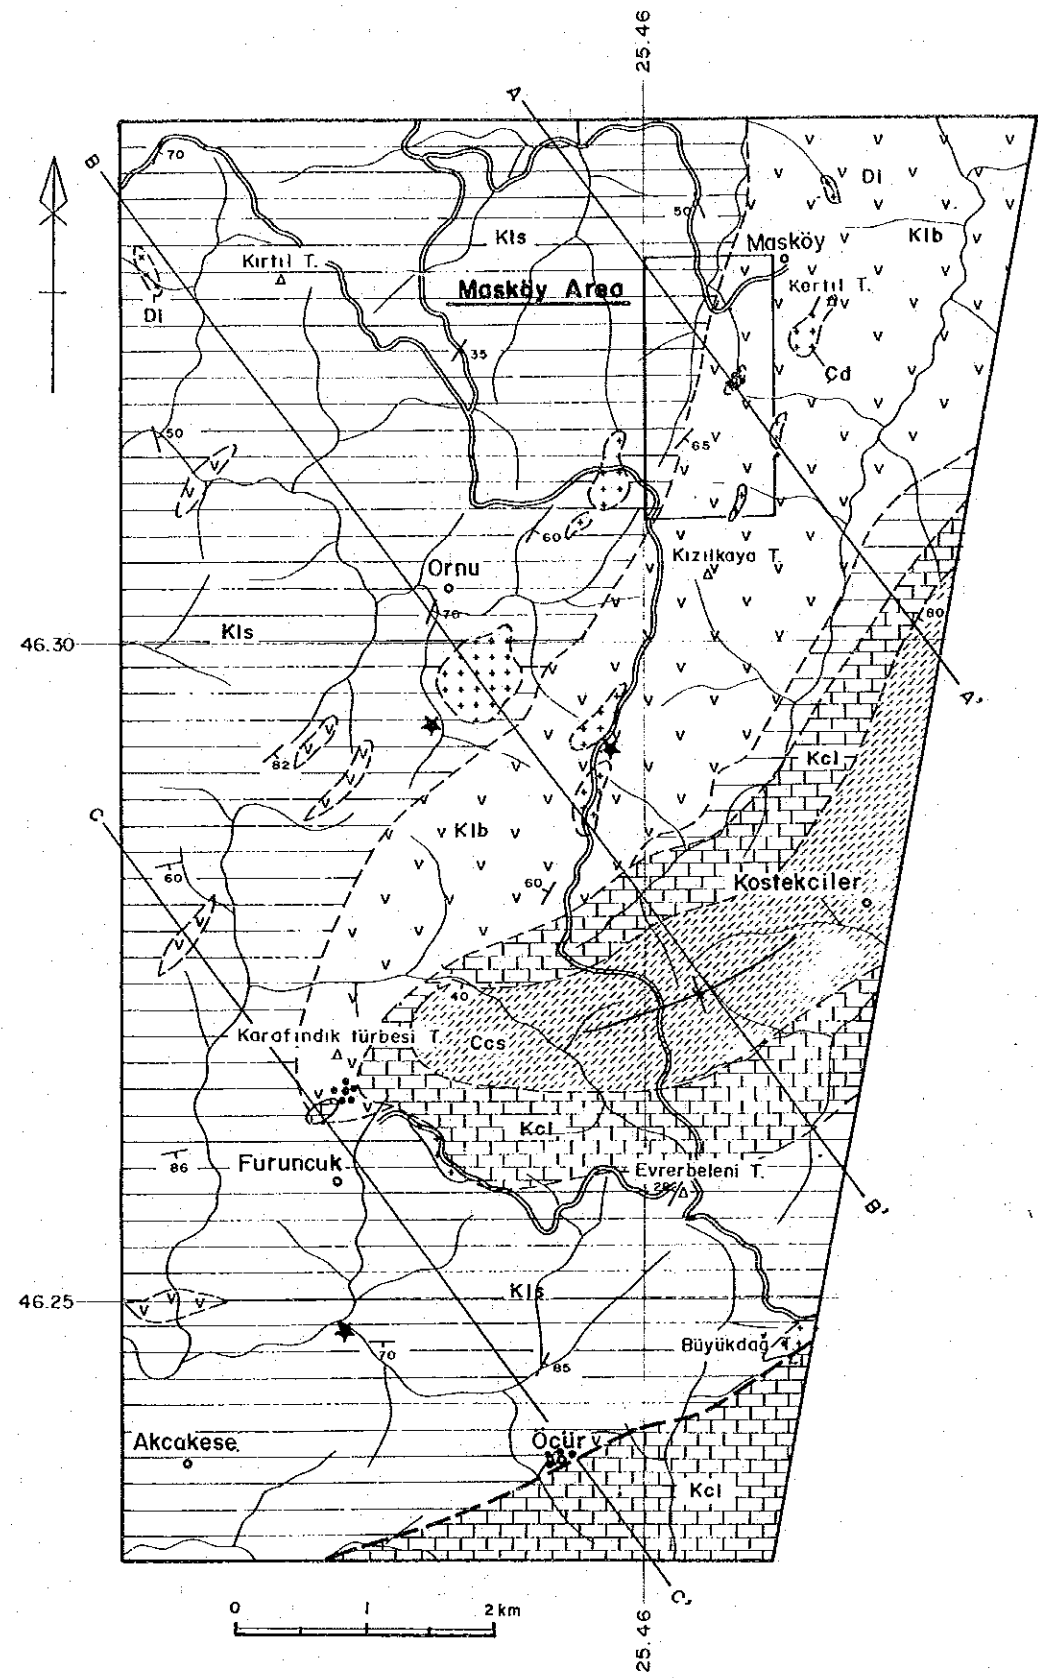 25.46
A
B
70
V
Dl
50
Kls
Klb
Masköy
Kırtıl T.
Masköy Area
Kertil T.
Dl
35
Çd
50
65
60
Kızılkaya T.
Ornu
70
80
Kls
46.30
A'
82
Kcl
C
Klb
60
60
Kostekciler
40
Karafındık türbesi T.
Ccs
Kcl
86
Furuncuk
Evrerbeleni T.
28
B'
Kls
46.25
Büyükdağ T.
70
85
Akcakese
Öcür
Kcl
C'
0 1 2 km
25.46